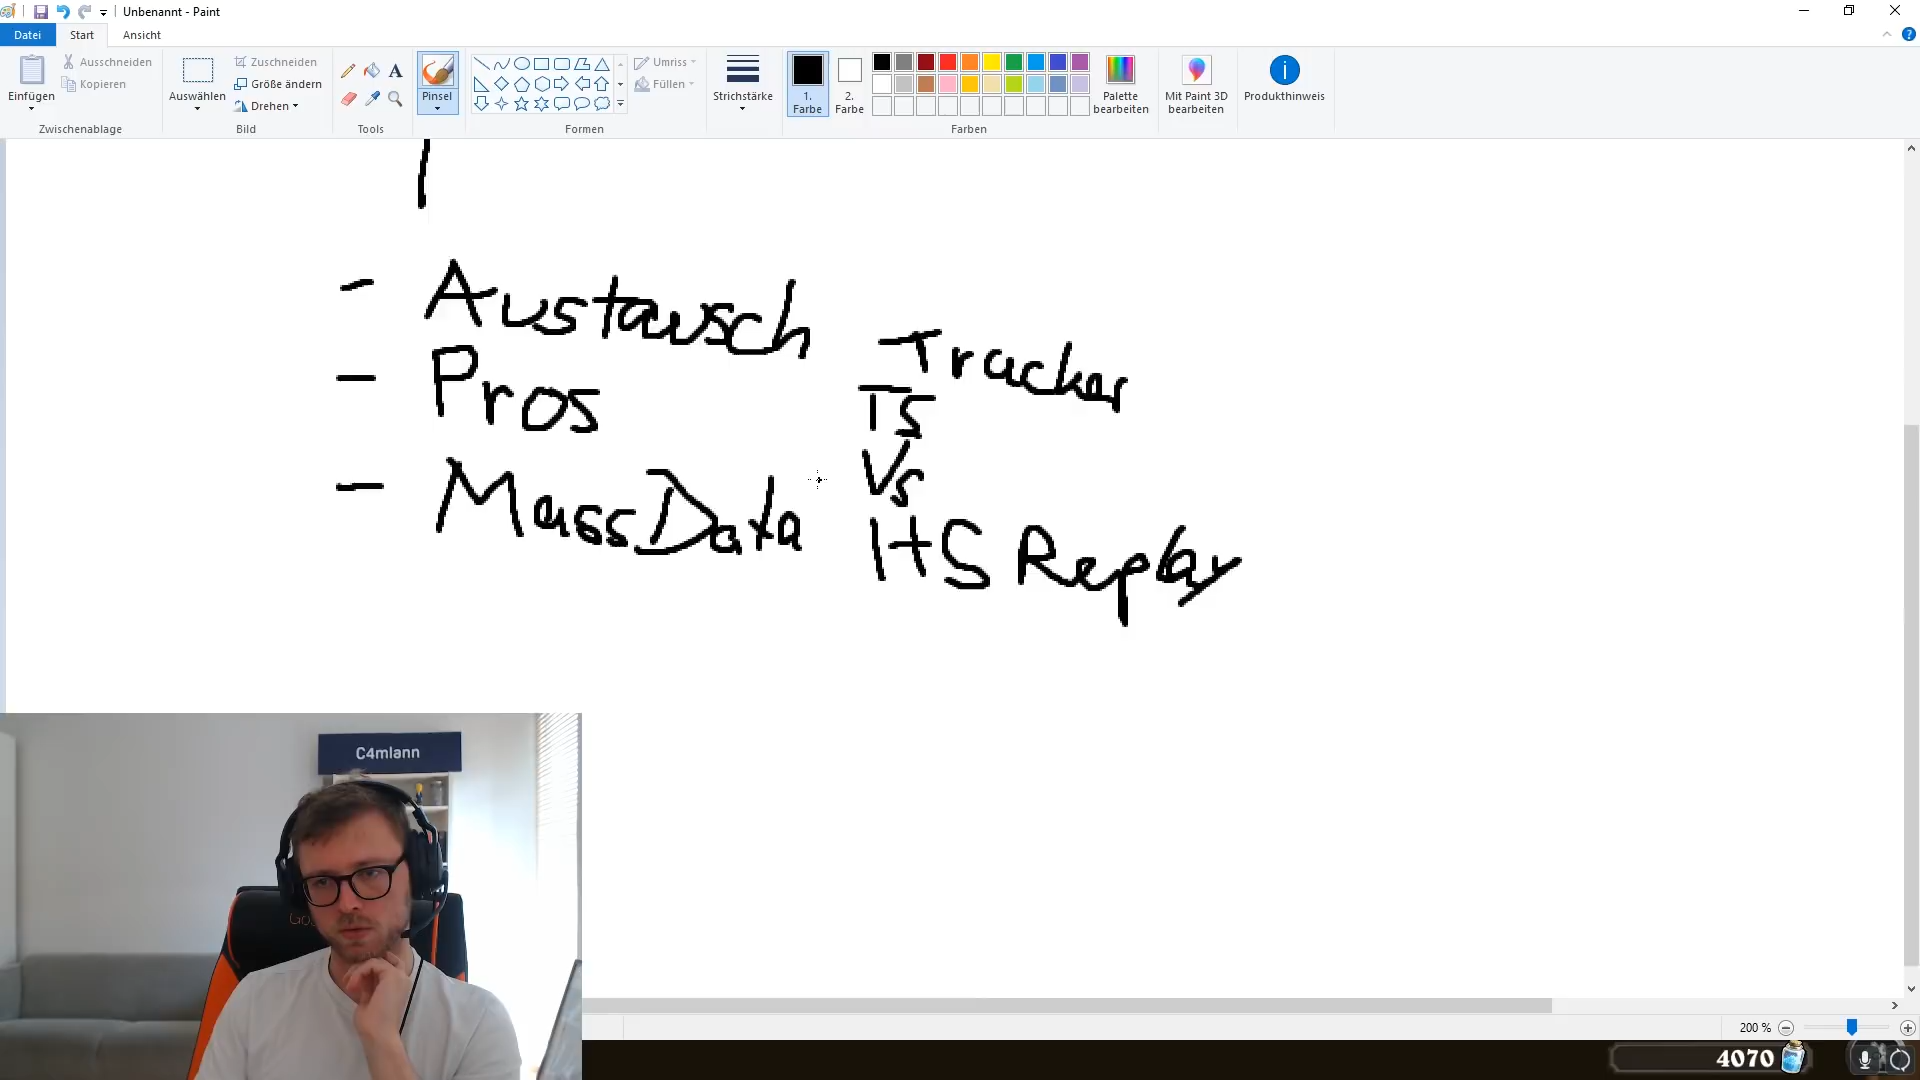 Unbenannt - Paint
Datei Start Ansicht
Einfügen
Ausschneiden
Kopieren
Zwischenablage
Auswählen
Zuschneiden
Größe ändern
Drehen
Bild
A
Tools
Pinsel
Umriss
Füllen
Formen
Strichstärke
1. Farbe
2. Farbe
Farben
Palette bearbeiten
Mit Paint 3D bearbeiten
Produkthinweis
- Austausch
- Pros
- MassData
Tracker
TS
Vs
HSReplay
C4mlann
200 %
4070